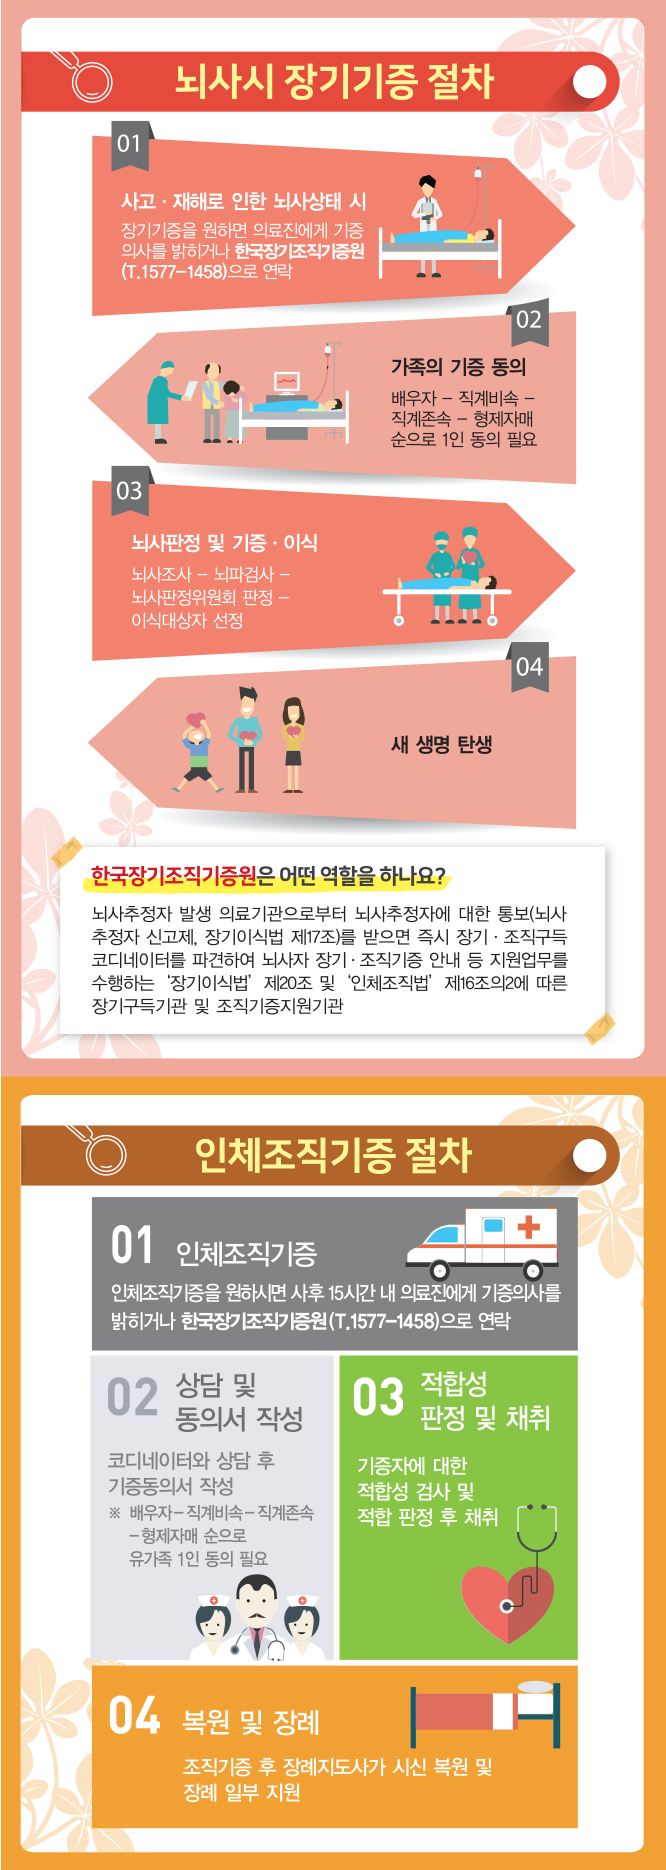 뇌사시 장기기증 절차
01
사고 · 재해로 인한 뇌사상태 시
장기기증을 원하면 의료진에게 기증
의사를 밝히거나 한국장기조직기증원
(T.1577-1458)으로 연락
02
가족의 기증 동의
배우자 – 직계비속 –
직계존속 – 형제자매
순으로 1인 동의 필요
03
뇌사판정 및 기증 · 이식
뇌사조사 – 뇌파검사 –
뇌사판정위원회 판정 –
이식대상자 선정
04
새 생명 탄생
한국장기조직기증원은 어떤 역할을 하나요?
뇌사추정자 발생 의료기관으로부터 뇌사추정자에 대한 통보(뇌사
추정자 신고제, 장기이식법 제17조)를 받으면 즉시 장기 · 조직구득
코디네이터를 파견하여 뇌사자 장기 · 조직기증 안내 등 지원업무를
수행하는 ‘장기이식법’ 제20조 및 ‘인체조직법’ 제16조의2에 따른
장기구득기관 및 조직기증지원기관
인체조직기증 절차
01 인체조직기증
인체조직기증을 원하시면 사후 15시간 내 의료진에게 기증의사를
밝히거나 한국장기조직기증원(T.1577-1458)으로 연락
02 상담 및
동의서 작성
코디네이터와 상담 후
기증동의서 작성
※ 배우자 – 직계비속 – 직계존속
– 형제자매 순으로
유가족 1인 동의 필요
03 적합성
판정 및 채취
기증자에 대한
적합성 검사 및
적합 판정 후 채취
04 복원 및 장례
조직기증 후 장례지도사가 시신 복원 및
장례 일부 지원